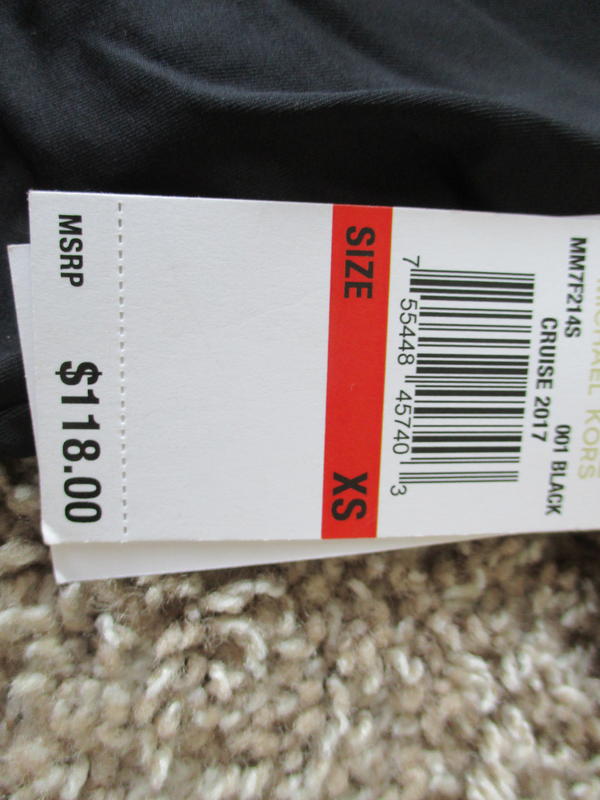 MICHAEL KORS
MM7F214S 001 BLACK
CRUISE 2017
7 55448 45740 3
SIZE XS
MSRP $118.00